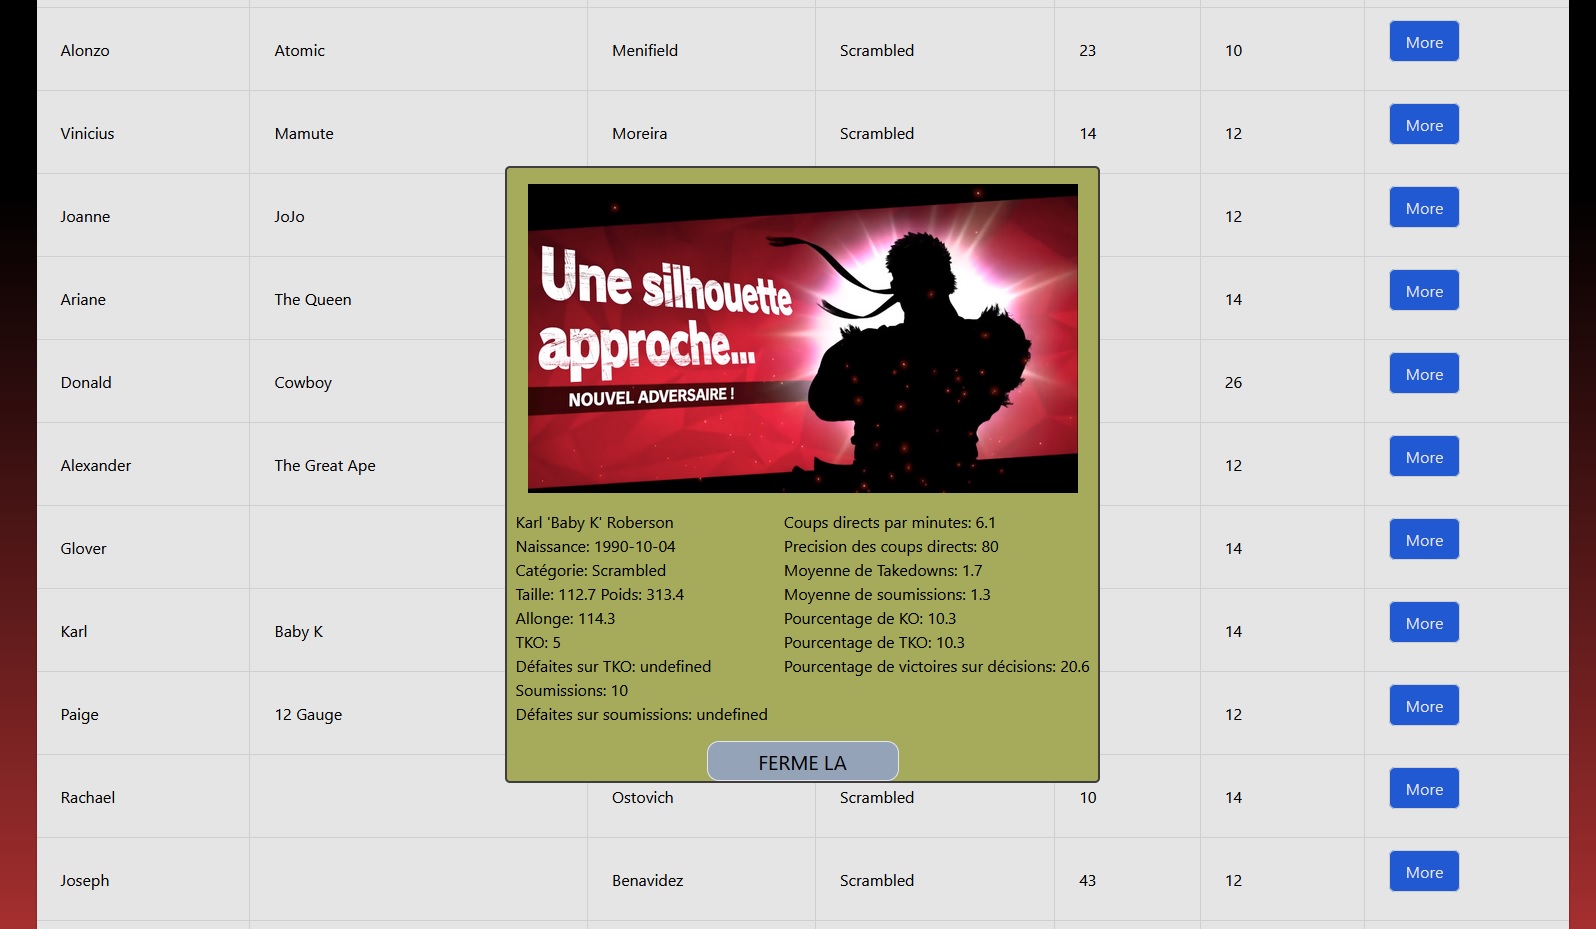 Alonzo Atomic Menifield Scrambled 23 10 More
Vinicius Mamute Moreira Scrambled 14 12 More
Joanne JoJo 12 More
Ariane The Queen 14 More
Donald Cowboy 26 More
Alexander The Great Ape 12 More
Glover 14 More
Karl Baby K 14 More
Paige 12 Gauge 12 More
Rachael Ostovich Scrambled 10 14 More
Joseph Benavidez Scrambled 43 12 More
Une silhouette
approche...
NOUVEL ADVERSAIRE !
Karl 'Baby K' Roberson
Naissance: 1990-10-04
Catégorie: Scrambled
Taille: 112.7 Poids: 313.4
Allonge: 114.3
TKO: 5
Défaites sur TKO: undefined
Soumissions: 10
Défaites sur soumissions: undefined
Coups directs par minutes: 6.1
Precision des coups directs: 80
Moyenne de Takedowns: 1.7
Moyenne de soumissions: 1.3
Pourcentage de KO: 10.3
Pourcentage de TKO: 10.3
Pourcentage de victoires sur décisions: 20.6
FERME LA